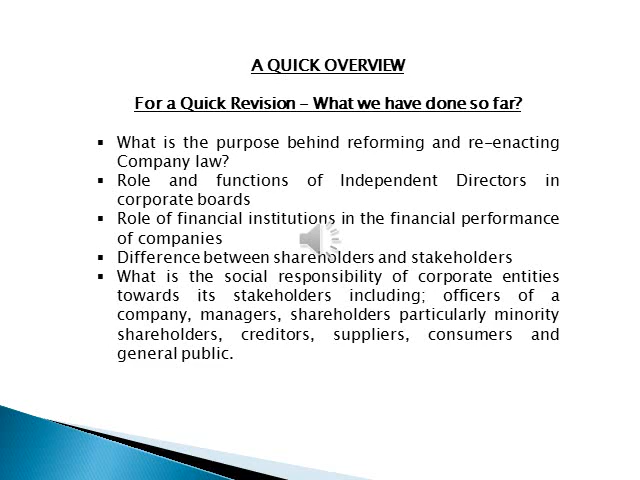 A QUICK OVERVIEW
For a Quick Revision – What we have done so far?
▪ What is the purpose behind reforming and re-enacting
Company law?
▪ Role and functions of Independent Directors in
corporate boards
▪ Role of financial institutions in the financial performance
of companies
▪ Difference between shareholders and stakeholders
▪ What is the social responsibility of corporate entities
towards its stakeholders including; officers of a
company, managers, shareholders particularly minority
shareholders, creditors, suppliers, consumers and
general public.